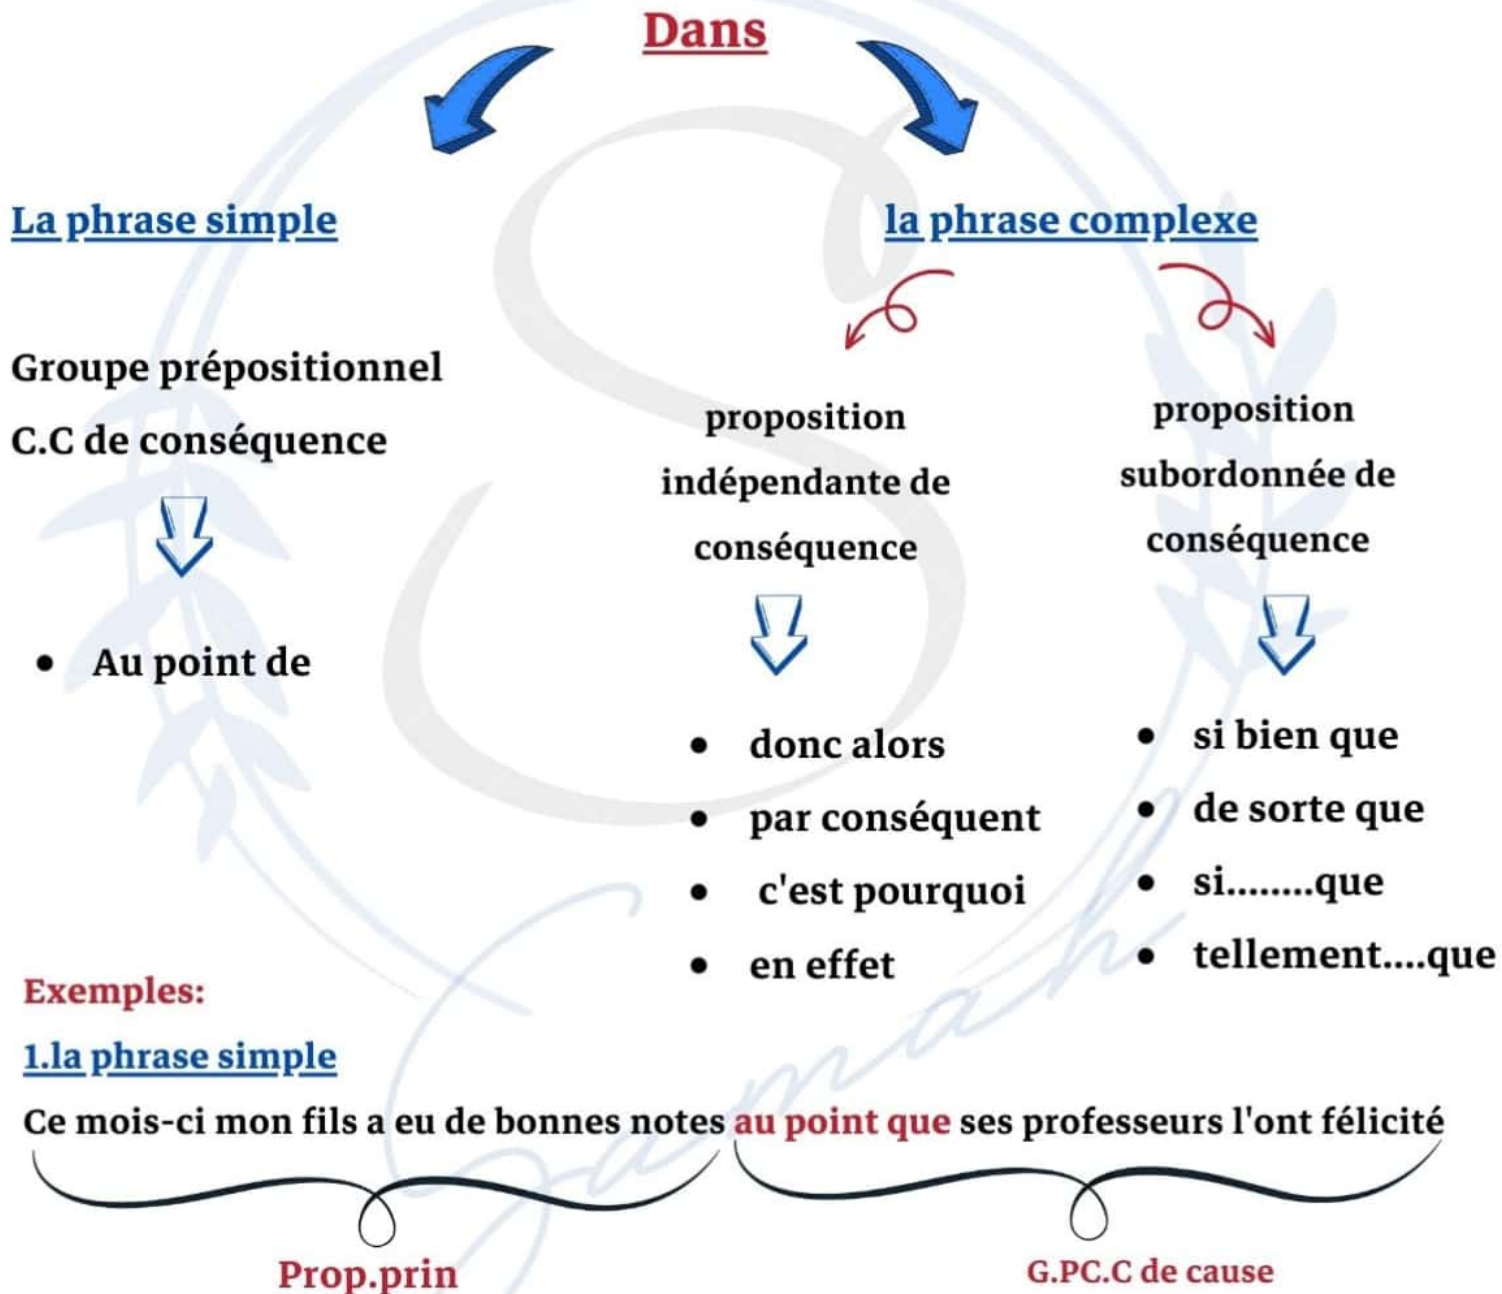 Dans
La phrase simple
la phrase complexe
Groupe prépositionnel
C.C de conséquence
• Au point de
proposition
indépendante de
conséquence
• donc alors
• par conséquent
• c'est pourquoi
• en effet
proposition
subordonnée de
conséquence
• si bien que
• de sorte que
• si........que
• tellement....que
Exemples:
1.la phrase simple
Ce mois-ci mon fils a eu de bonnes notes au point que ses professeurs l'ont félicité
Prop.prin
G.PC.C de cause
S
Samah